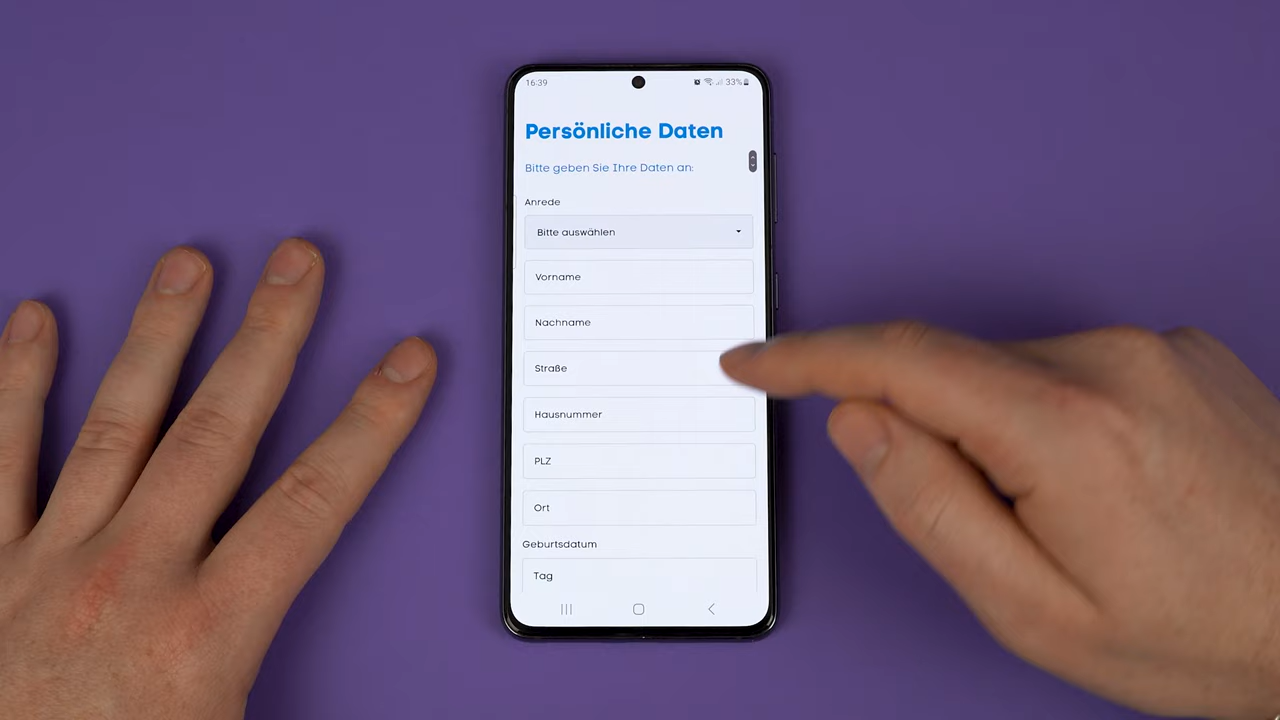 16:39
33%
Persönliche Daten
Bitte geben Sie Ihre Daten an:
Anrede
Bitte auswählen
Vorname
Nachname
Straße
Hausnummer
PLZ
Ort
Geburtsdatum
Tag